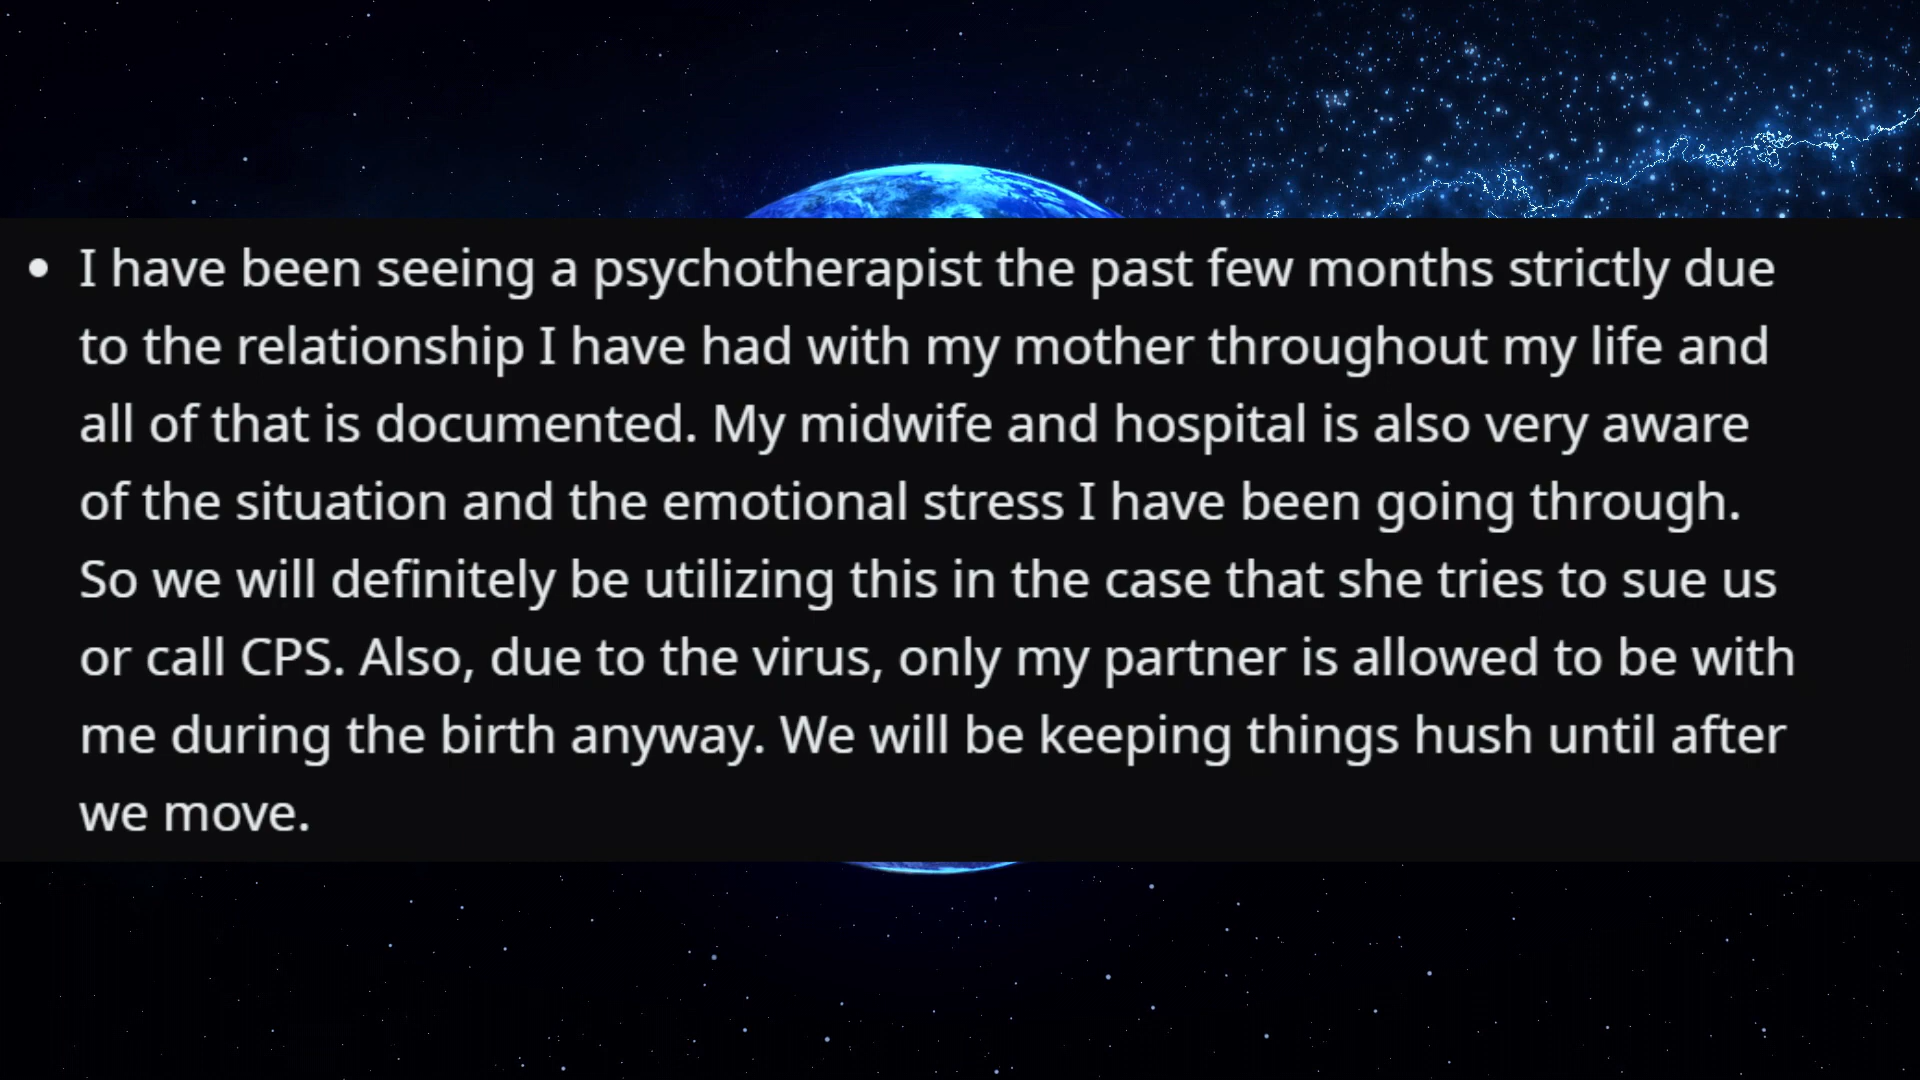 • I have been seeing a psychotherapist the past few months strictly due
to the relationship I have had with my mother throughout my life and
all of that is documented. My midwife and hospital is also very aware
of the situation and the emotional stress I have been going through.
So we will definitely be utilizing this in the case that she tries to sue us
or call CPS. Also, due to the virus, only my partner is allowed to be with
me during the birth anyway. We will be keeping things hush until after
we move.